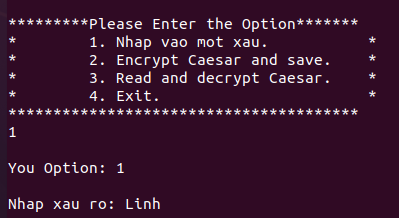 *********Please Enter the Option*******
*       1. Nhap vao mot xau.          *
*       2. Encrypt Caesar and save.   *
*       3. Read and decrypt Caesar.   *
*       4. Exit.                      *
***************************************
1
You Option: 1
Nhap xau ro: Linh